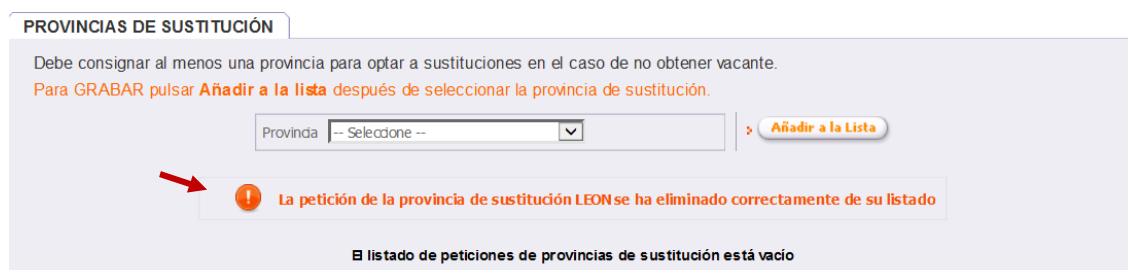 PROVINCIAS DE SUSTITUCIÓN
Debe consignar al menos una provincia para optar a sustituciones en el caso de no obtener vacante.
Para GRABAR pulsar Añadir a la lista después de seleccionar la provincia de sustitución.
Provincia -- Seleccione -- Añadir a la Lista
La petición de la provincia de sustitución LEON se ha eliminado correctamente de su listado
El listado de peticiones de provincias de sustitución está vacío